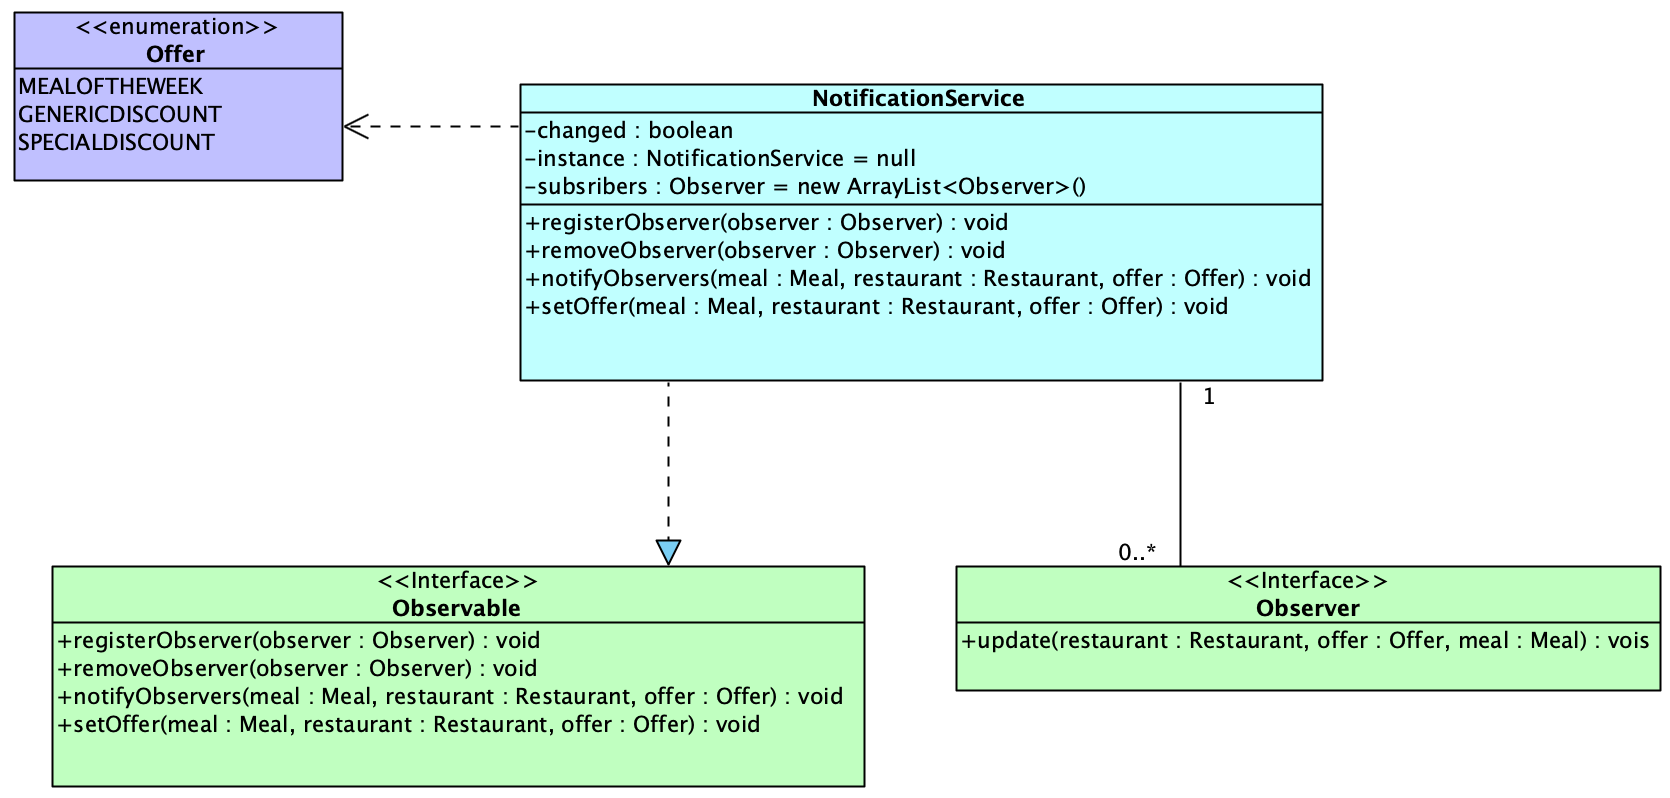 <<enumeration>>
Offer
MEALOFTHEWEEK
GENERICDISCOUNT
SPECIALDISCOUNT
NotificationService
-changed : boolean
-instance : NotificationService = null
-subsribers : Observer = new ArrayList<Observer>()
+registerObserver(observer : Observer) : void
+removeObserver(observer : Observer) : void
+notifyObservers(meal : Meal, restaurant : Restaurant, offer : Offer) : void
+setOffer(meal : Meal, restaurant : Restaurant, offer : Offer) : void
1
0..*
<<Interface>>
Observable
+registerObserver(observer : Observer) : void
+removeObserver(observer : Observer) : void
+notifyObservers(meal : Meal, restaurant : Restaurant, offer : Offer) : void
+setOffer(meal : Meal, restaurant : Restaurant, offer : Offer) : void
<<Interface>>
Observer
+update(restaurant : Restaurant, offer : Offer, meal : Meal) : vois